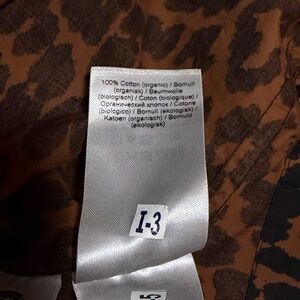 100% Cotton (organic) / Bomull
(organisk) / Baumwolle
(biologisch) / Coton (biologique) /
Органический хлопок / Cotone
(biologico) / Bomull (ekologisk) /
Katoen (organisch) / Bomuld
(økologisk)
I-3